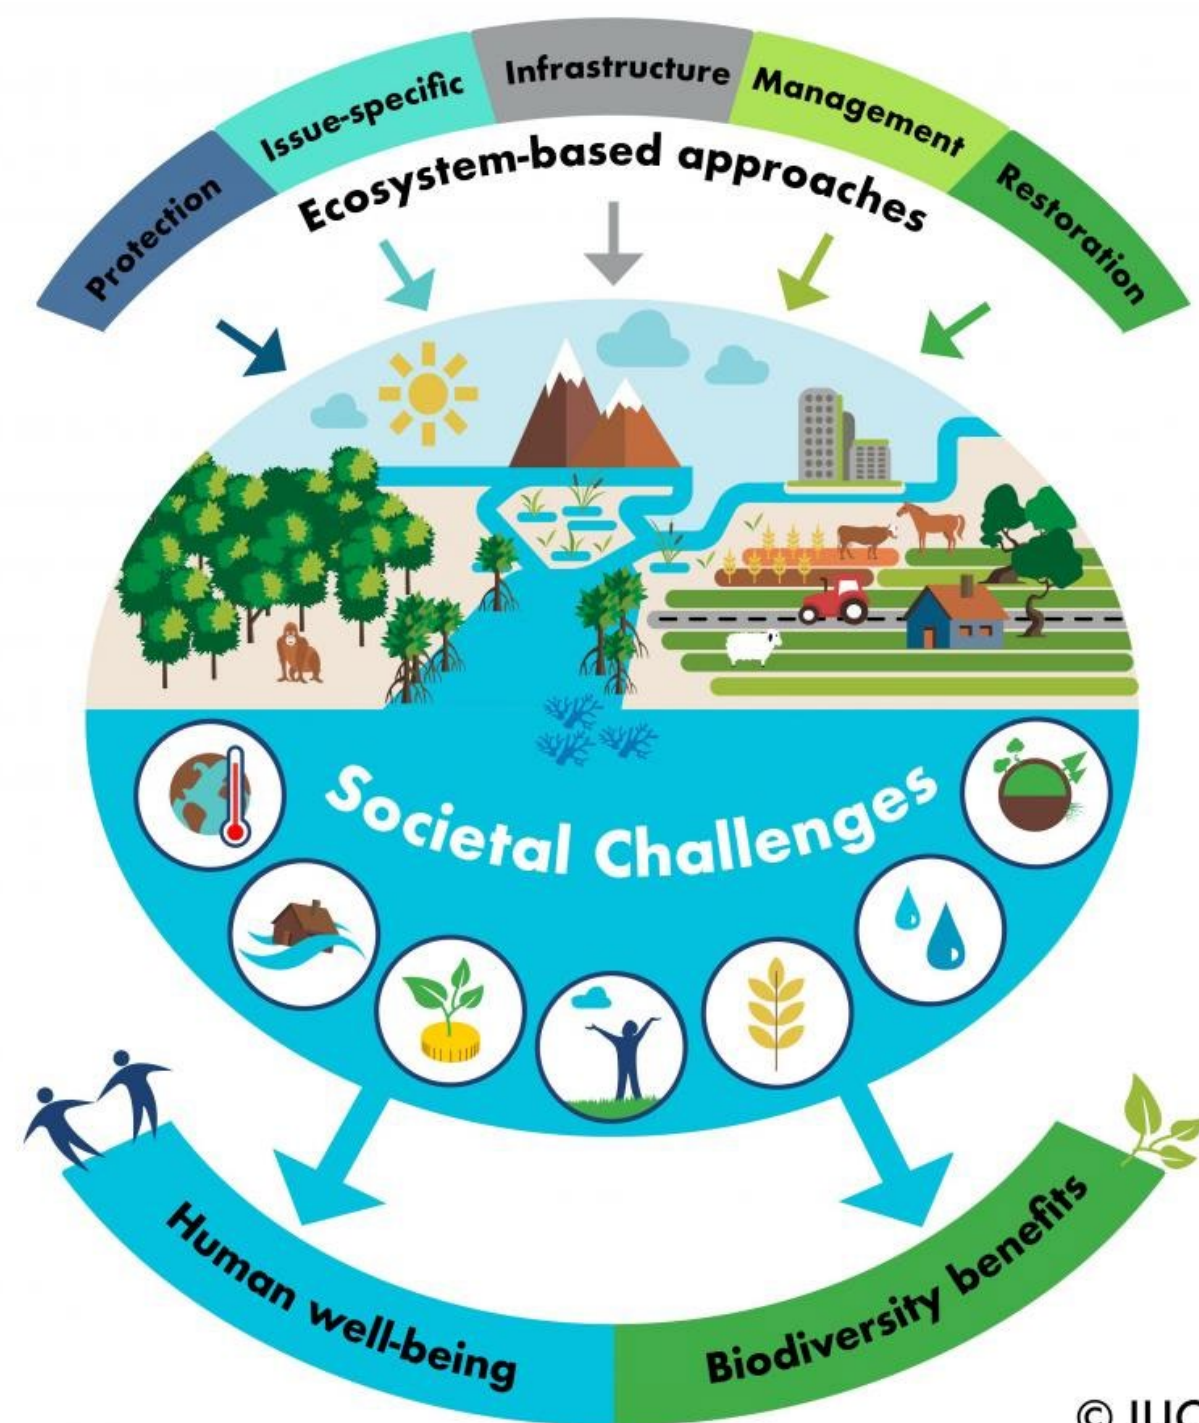 Protection
Issue-specific
Infrastructure
Management
Restoration
Ecosystem-based approaches
Societal Challenges
Human well-being
Biodiversity benefits
©